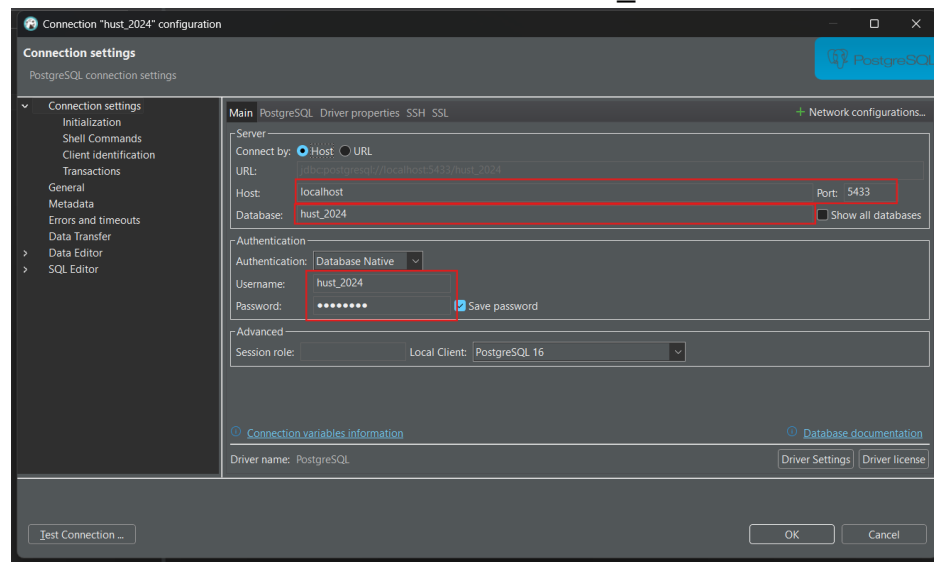 Connection "hust_2024" configuration
Connection settings
PostgreSQL connection settings
PostgreSQL
Connection settings
Initialization
Shell Commands
Client identification
Transactions
General
Metadata
Errors and timeouts
Data Transfer
Data Editor
SQL Editor
Main PostgreSQL Driver properties SSH SSL + Network configurations...
Server
Connect by: Host URL
URL: jdbc:postgresql://localhost:5433/hust_2024
Host: localhost Port: 5433
Database: hust_2024 Show all databases
Authentication
Authentication: Database Native
Username: hust_2024
Password: •••••••• Save password
Advanced
Session role: Local Client: PostgreSQL 16
Connection variables information Database documentation
Driver name: PostgreSQL Driver Settings Driver license
Test Connection ... OK Cancel